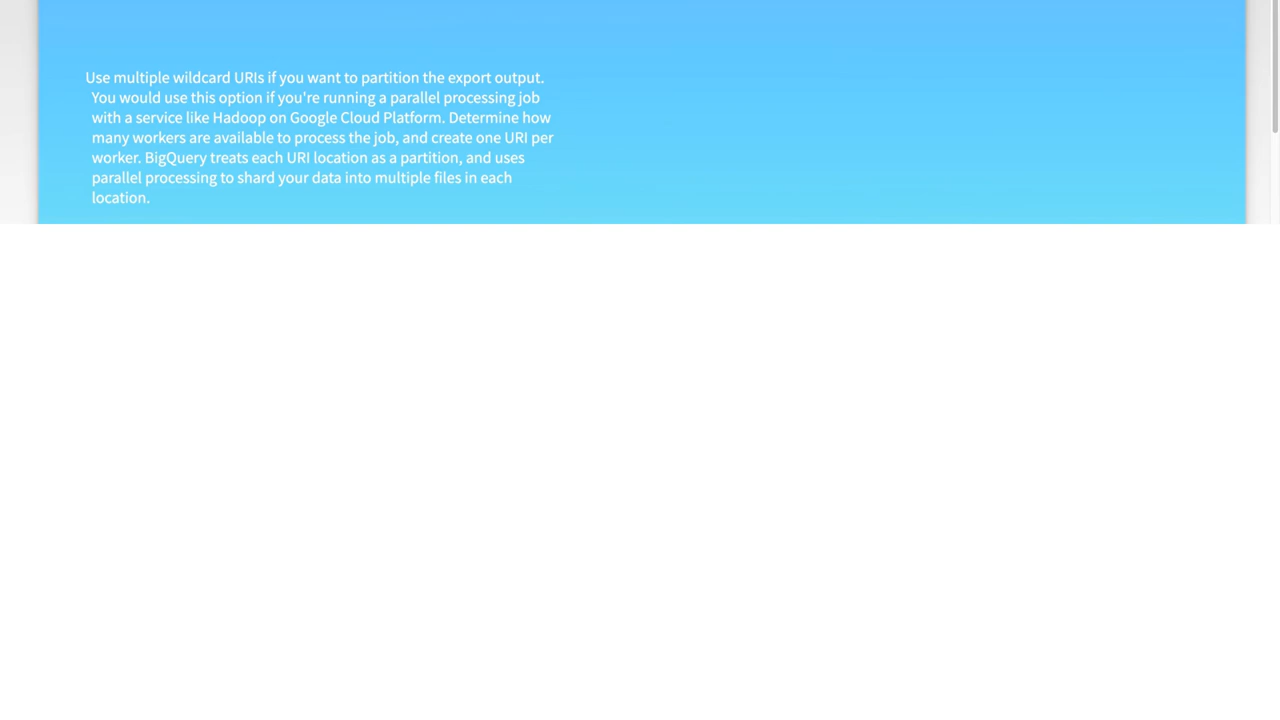 Use multiple wildcard URIs if you want to partition the export output.
You would use this option if you're running a parallel processing job
with a service like Hadoop on Google Cloud Platform. Determine how
many workers are available to process the job, and create one URI per
worker. BigQuery treats each URI location as a partition, and uses
parallel processing to shard your data into multiple files in each
location.